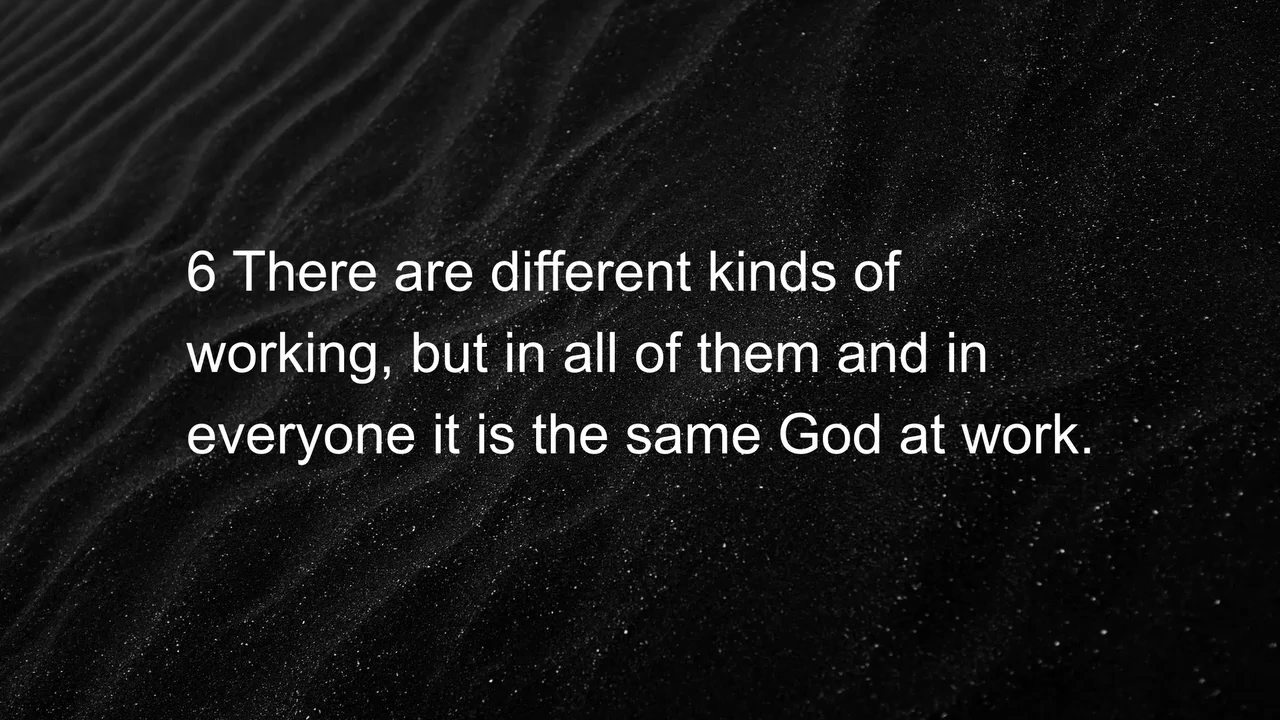 6 There are different kinds of
working, but in all of them and in
everyone it is the same God at work.